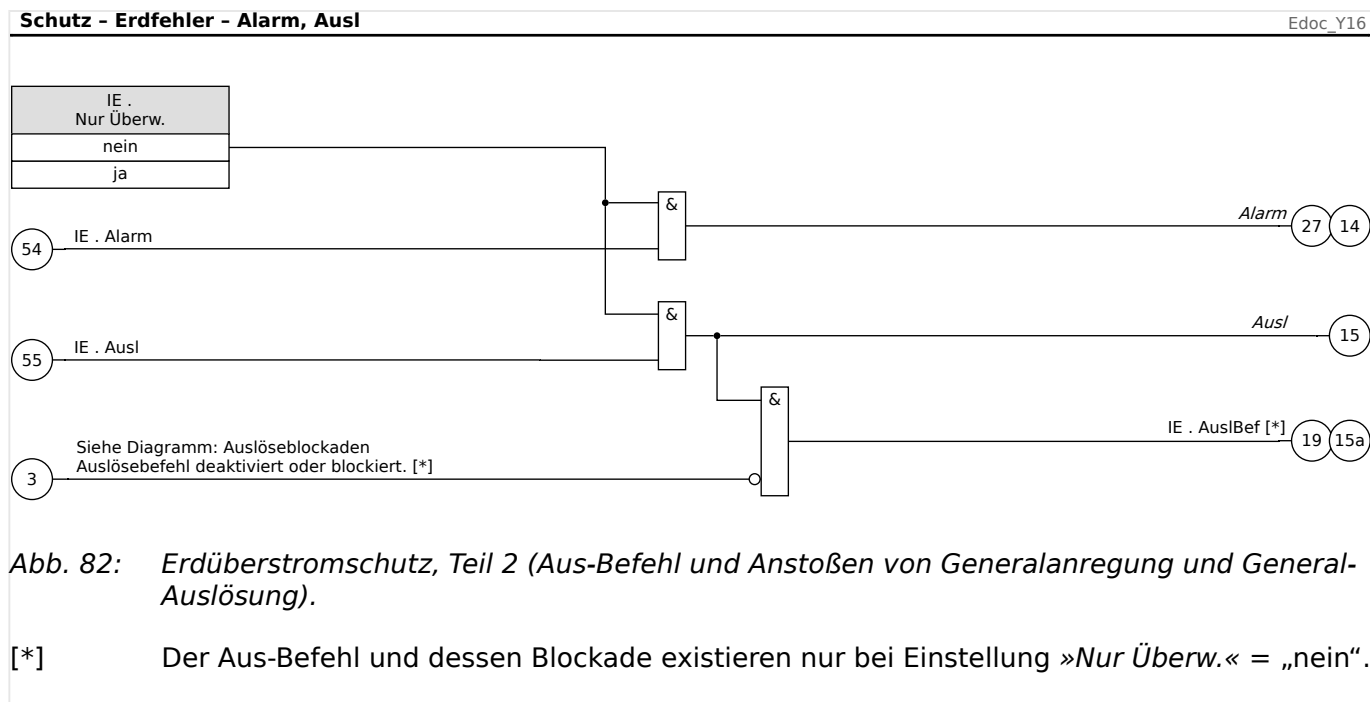 Schutz – Erdfehler – Alarm, Ausl
Edoc_Y16
IE .
Nur Überw.
nein
ja
&
Alarm
27 14
54
IE . Alarm
&
Ausl
15
55
IE . Ausl
&
IE . AuslBef [*]
19 15a
Siehe Diagramm: Auslöseblockaden
3
Auslösebefehl deaktiviert oder blockiert. [*]
Abb. 82: Erdüberstromschutz, Teil 2 (Aus-Befehl und Anstoßen von Generalanregung und General-
Auslösung).
[*] Der Aus-Befehl und dessen Blockade existieren nur bei Einstellung »Nur Überw.« = „nein“.